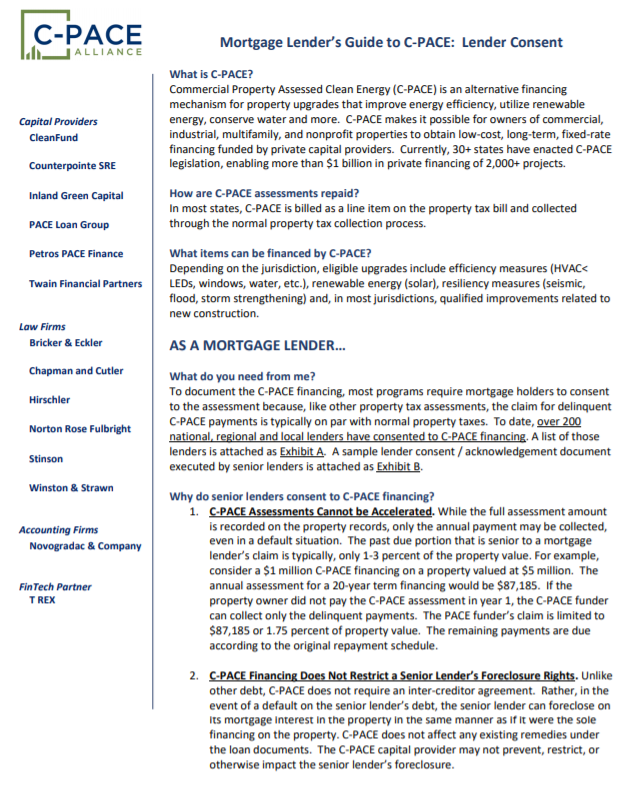 C-PACE
ALLIANCE
Mortgage Lender's Guide to C-PACE: Lender Consent
Capital Providers
CleanFund
Counterpointe SRE
Inland Green Capital
PACE Loan Group
Petros PACE Finance
Twain Financial Partners
Law Firms
Bricker & Eckler
Chapman and Cutler
Hirschler
Norton Rose Fulbright
Stinson
Winston & Strawn
Accounting Firms
Novogradac & Company
FinTech Partner
T REX
What is C-PACE?
Commercial Property Assessed Clean Energy (C-PACE) is an alternative financing
mechanism for property upgrades that improve energy efficiency, utilize renewable
energy, conserve water and more. C-PACE makes it possible for owners of commercial,
industrial, multifamily, and nonprofit properties to obtain low-cost, long-term, fixed-rate
financing funded by private capital providers. Currently, 30+ states have enacted C-PACE
legislation, enabling more than $1 billion in private financing of 2,000+ projects.
How are C-PACE assessments repaid?
In most states, C-PACE is billed as a line item on the property tax bill and collected
through the normal property tax collection process.
What items can be financed by C-PACE?
Depending on the jurisdiction, eligible upgrades include efficiency measures (HVAC<
LEDs, windows, water, etc.), renewable energy (solar), resiliency measures (seismic,
flood, storm strengthening) and, in most jurisdictions, qualified improvements related to
new construction.
AS A MORTGAGE LENDER…
What do you need from me?
To document the C-PACE financing, most programs require mortgage holders to consent
to the assessment because, like other property tax assessments, the claim for delinquent
C-PACE payments is typically on par with normal property taxes. To date, over 200
national, regional and local lenders have consented to C-PACE financing. A list of those
lenders is attached as Exhibit A. A sample lender consent / acknowledgement document
executed by senior lenders is attached as Exhibit B.
Why do senior lenders consent to C-PACE financing?
1. C-PACE Assessments Cannot be Accelerated. While the full assessment amount
is recorded on the property records, only the annual payment may be collected,
even in a default situation. The past due portion that is senior to a mortgage
lender's claim is typically, only 1-3 percent of the property value. For example,
consider a $1 million C-PACE financing on a property valued at $5 million. The
annual assessment for a 20-year term financing would be $87,185. If the
property owner did not pay the C-PACE assessment in year 1, the C-PACE funder
can collect only the delinquent payments. The PACE funder's claim is limited to
$87,185 or 1.75 percent of property value. The remaining payments are due
according to the original repayment schedule.
2. C-PACE Financing Does Not Restrict a Senior Lender's Foreclosure Rights. Unlike
other debt, C-PACE does not require an inter-creditor agreement. Rather, in the
event of a default on the senior lender's debt, the senior lender can foreclose on
its mortgage interest in the property in the same manner as if it were the sole
financing on the property. C-PACE does not affect any existing remedies under
the loan documents. The C-PACE capital provider may not prevent, restrict, or
otherwise impact the senior lender's foreclosure.